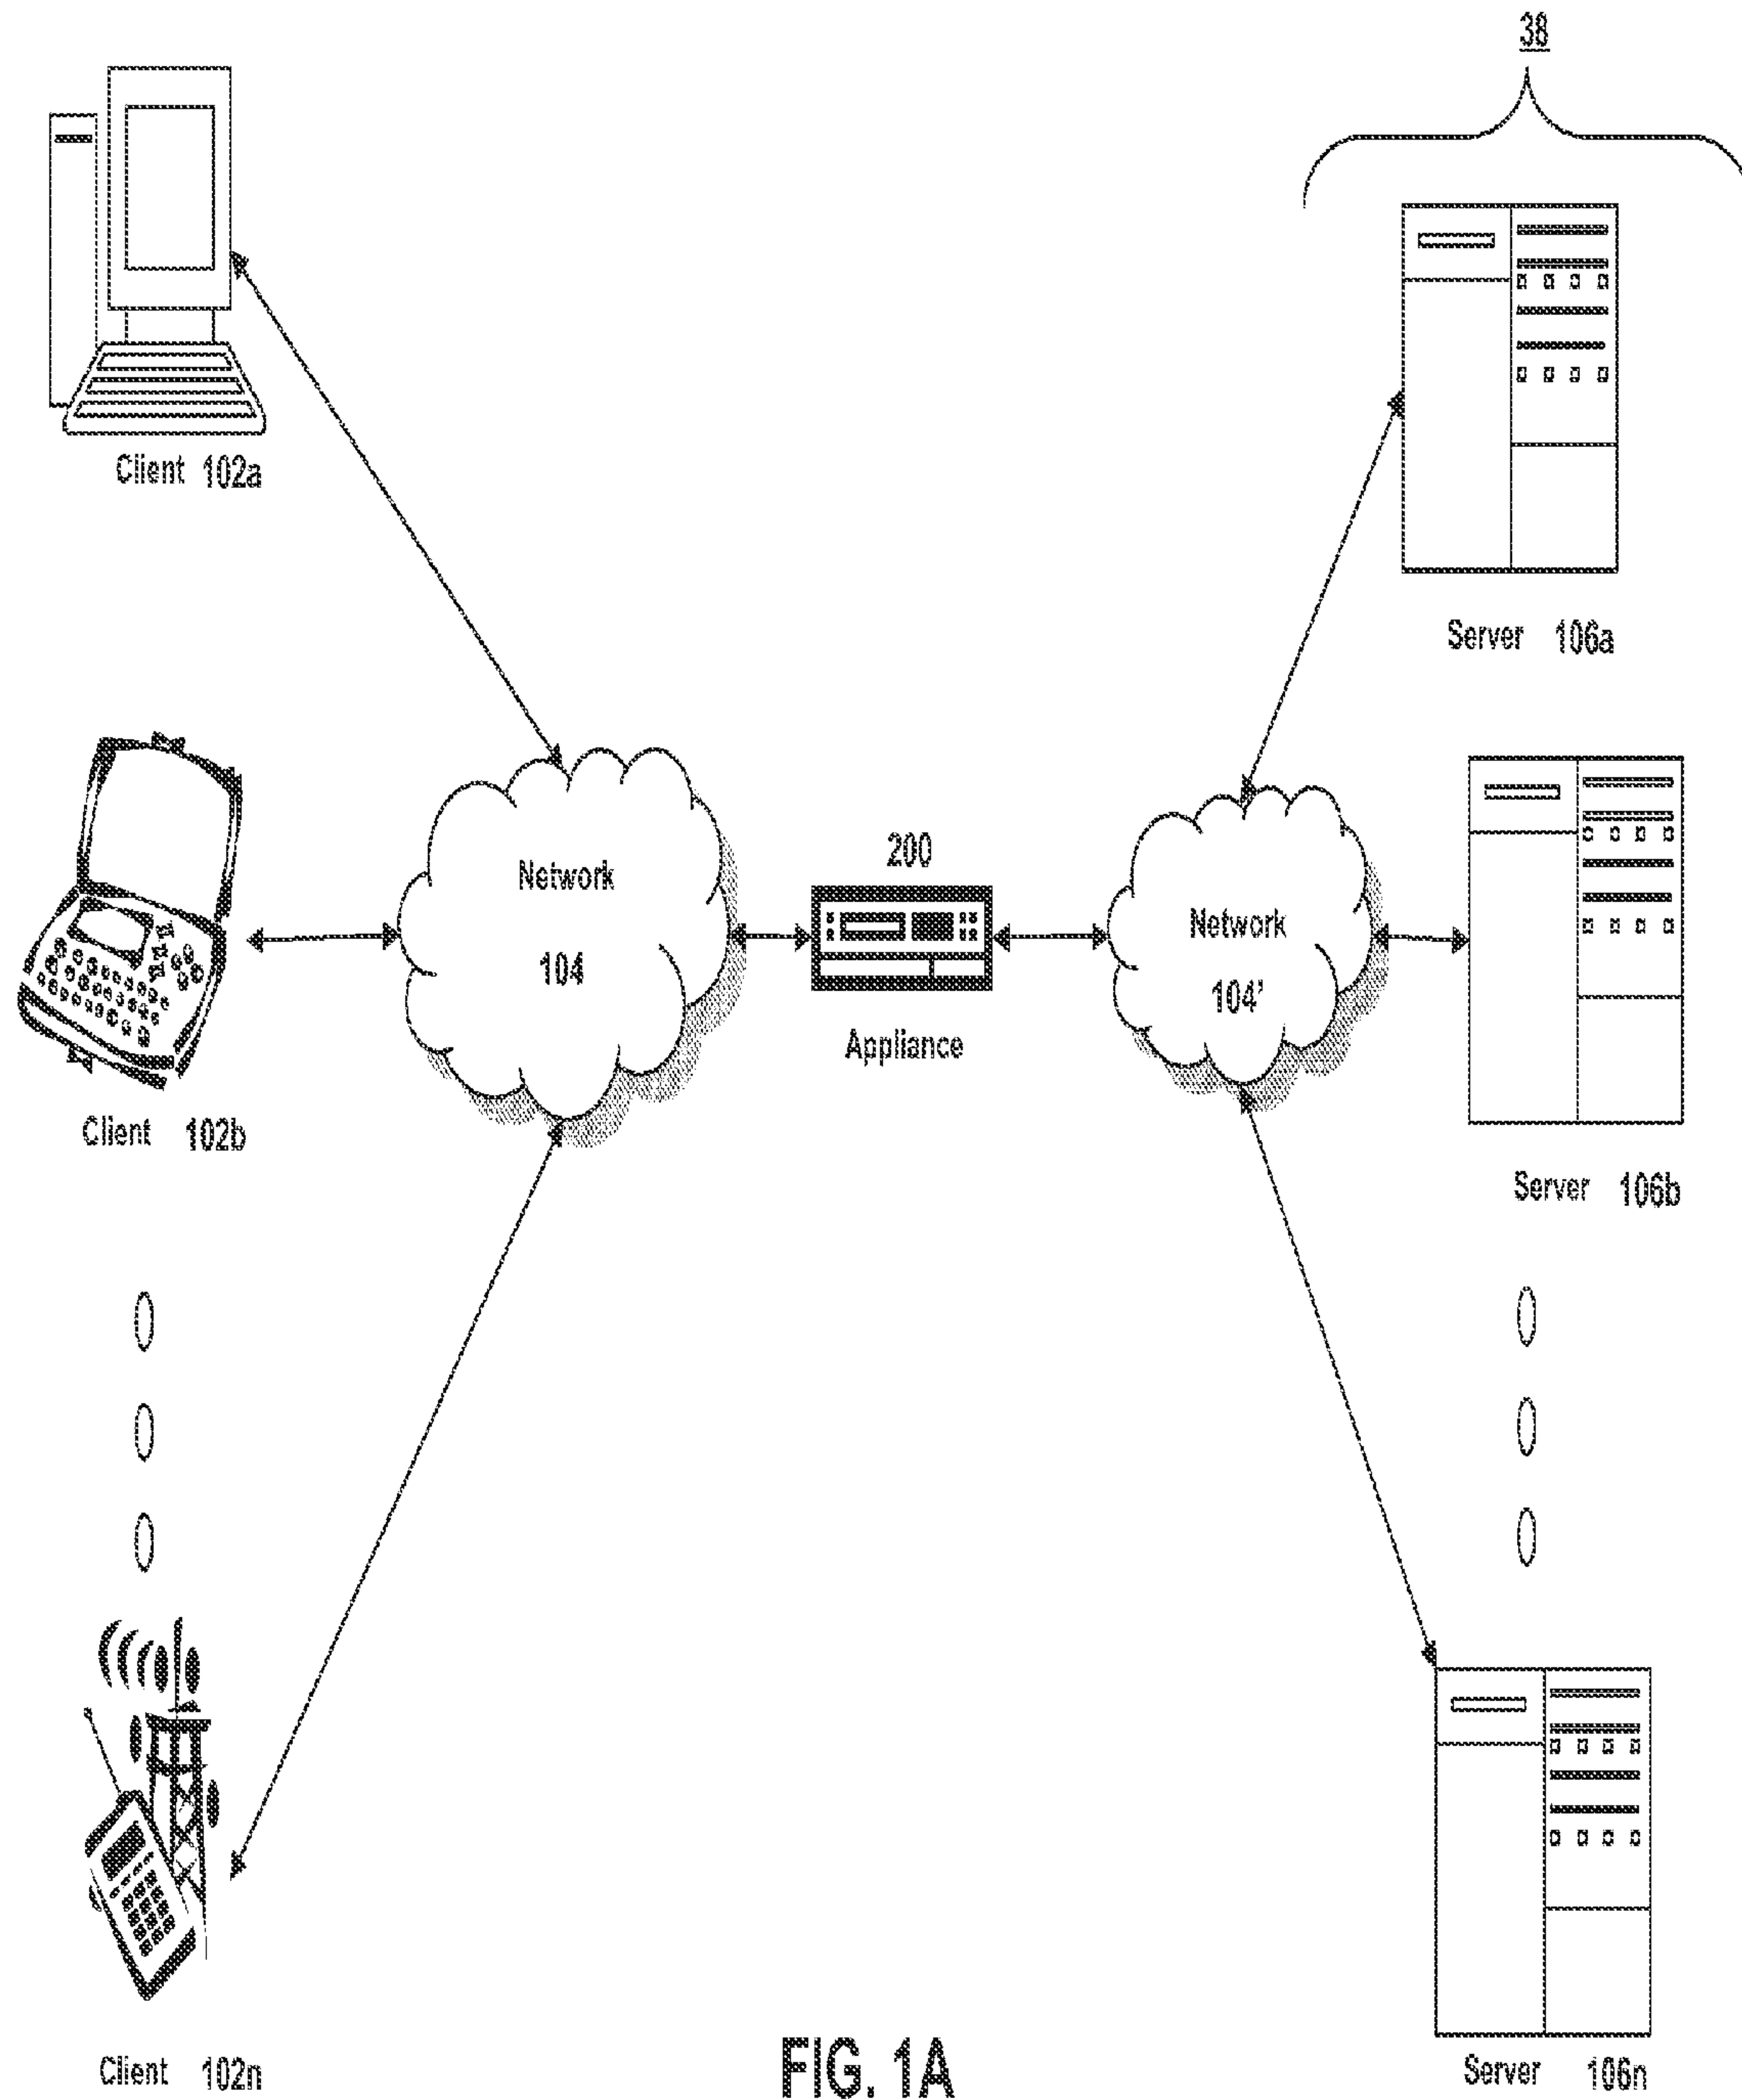 38
Client 102a
Server 106a
200
Network
104
Network
104'
Appliance
Client 102b
Server 106b
Client 102n
Server 106n
FIG. 1A